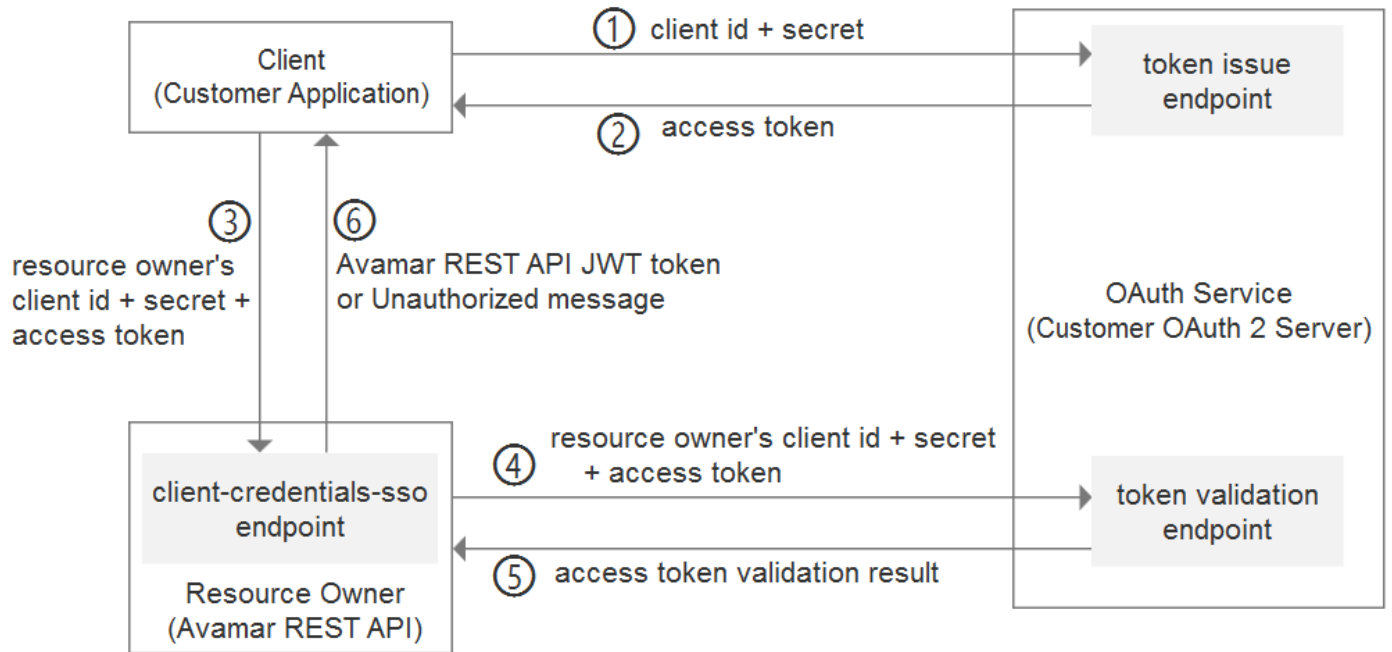 ① client id + secret
Client
(Customer Application)
token issue
endpoint
② access token
③
⑥
resource owner's
client id + secret +
access token
Avamar REST API JWT token
or Unauthorized message
OAuth Service
(Customer OAuth 2 Server)
④ resource owner's client id + secret
+ access token
client-credentials-sso
endpoint
token validation
endpoint
⑤ access token validation result
Resource Owner
(Avamar REST API)